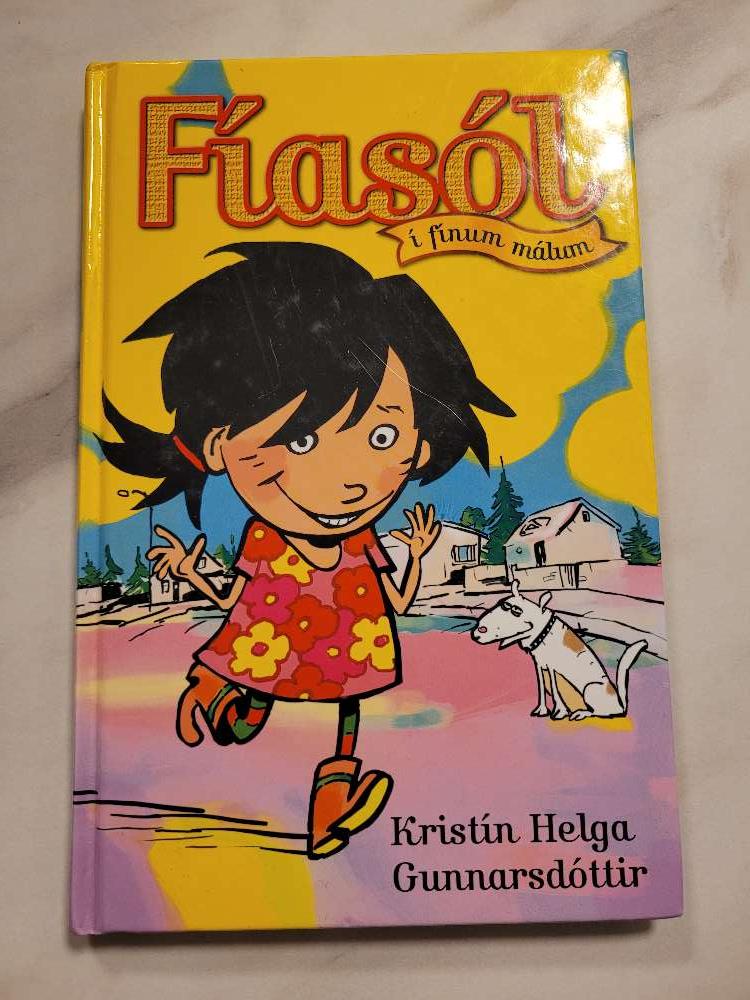 Fíasól
í fínum málum
Kristín Helga
Gunnarsdóttir